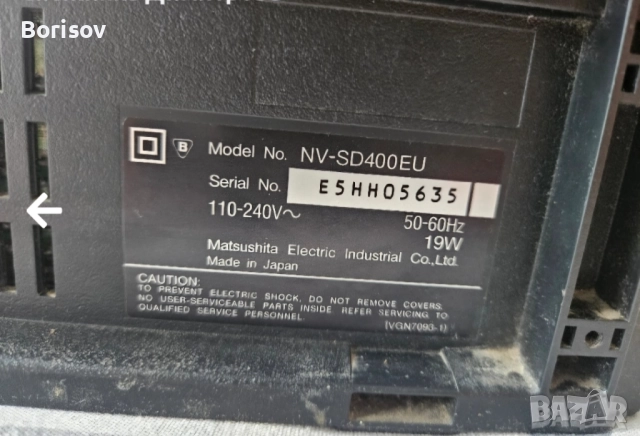 Borisov
B
Model No. NV-SD400EU
Serial No. E5HH05635
110-240V~ 50-60Hz
19W
Matsushita Electric Industrial Co.,Ltd.
Made in Japan
CAUTION:
TO PREVENT ELECTRIC SHOCK, DO NOT REMOVE COVERS.
NO USER-SERVICEABLE PARTS INSIDE REFER SERVICING TO
QUALIFIED SERVICE PERSONNEL.
(VGN7093-1)
BAZAR
bg